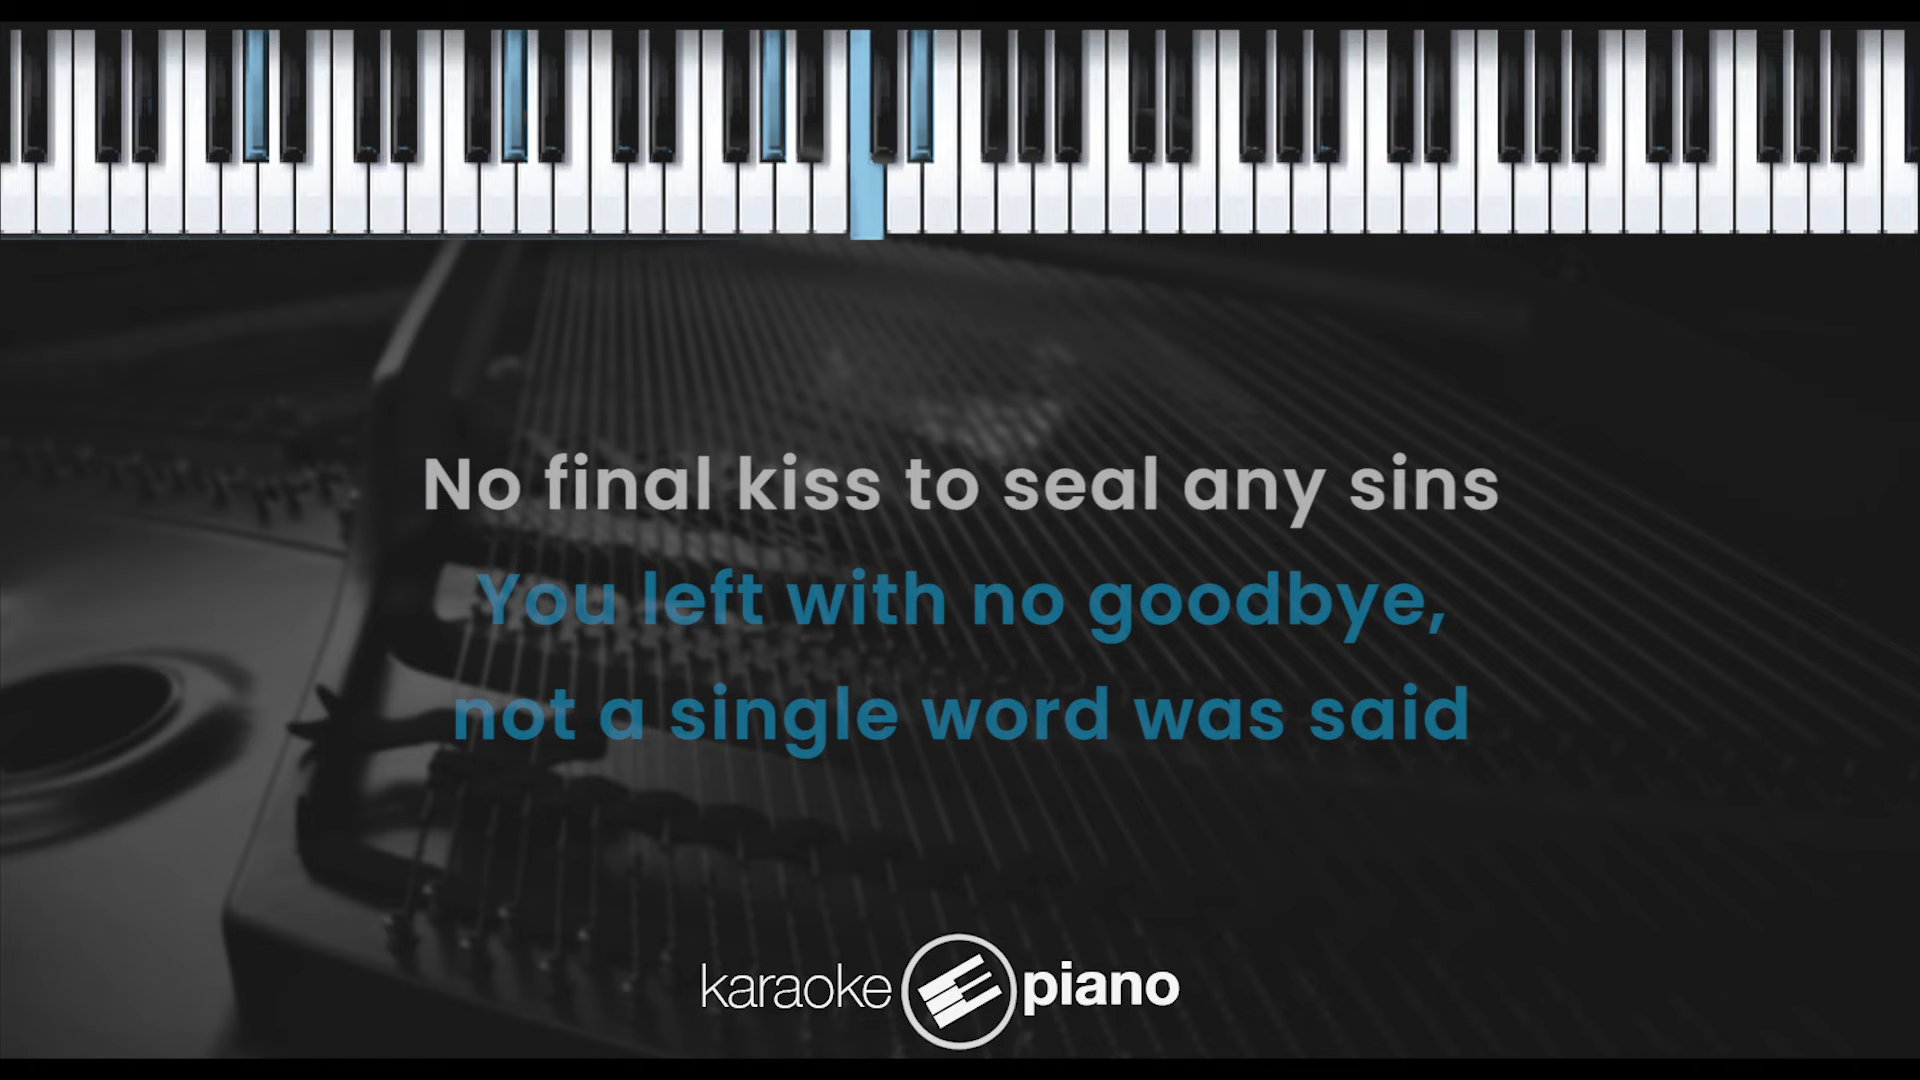 No final kiss to seal any sins
You left with no goodbye,
not a single word was said
karaoke piano